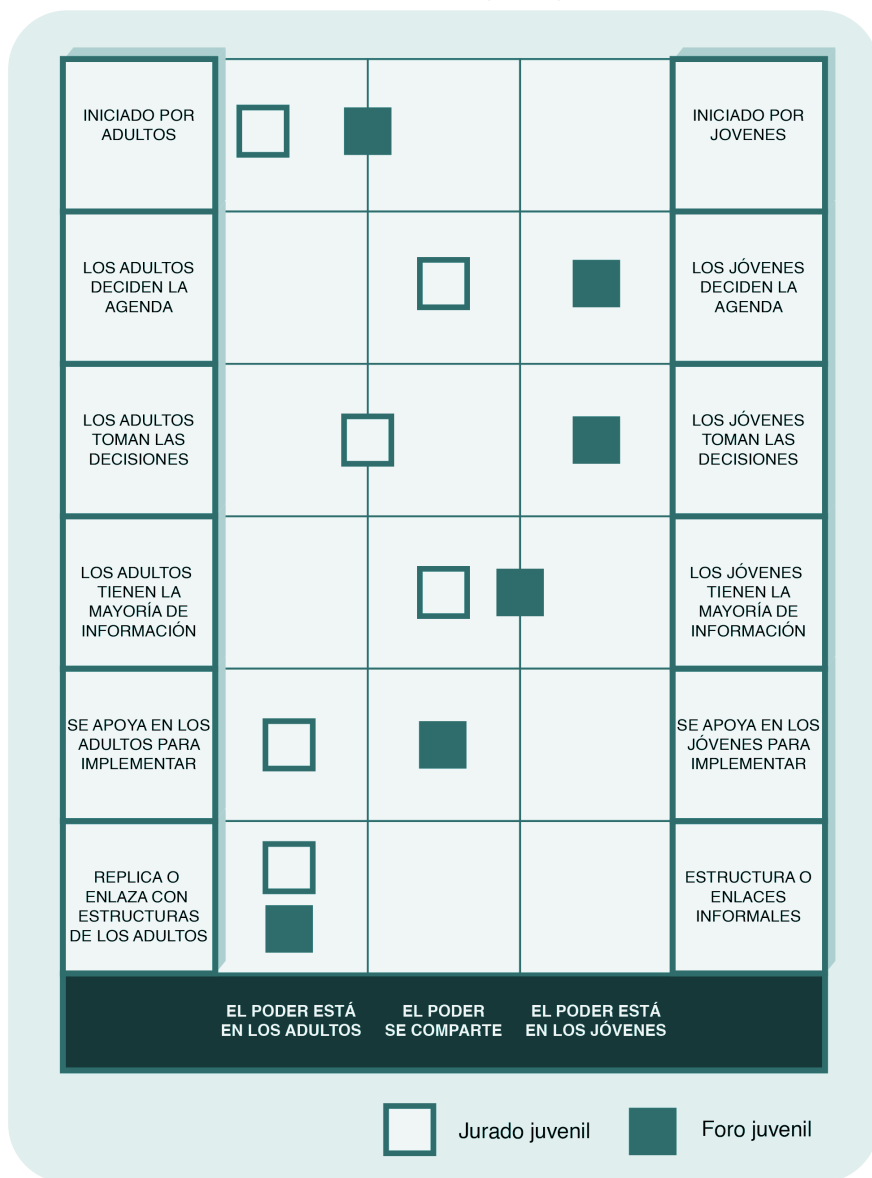 INICIADO POR
ADULTOS
INICIADO POR
JOVENES
LOS ADULTOS
DECIDEN LA
AGENDA
LOS JÓVENES
DECIDEN LA
AGENDA
LOS ADULTOS
TOMAN LAS
DECISIONES
LOS JÓVENES
TOMAN LAS
DECISIONES
LOS ADULTOS
TIENEN LA
MAYORÍA DE
INFORMACIÓN
LOS JÓVENES
TIENEN LA
MAYORÍA DE
INFORMACIÓN
SE APOYA EN LOS
ADULTOS PARA
IMPLEMENTAR
SE APOYA EN LOS
JÓVENES PARA
IMPLEMENTAR
REPLICA O
ENLAZA CON
ESTRUCTURAS
DE LOS ADULTOS
ESTRUCTURA O
ENLACES
INFORMALES
EL PODER ESTÁ
EN LOS ADULTOS
EL PODER
SE COMPARTE
EL PODER ESTÁ
EN LOS JÓVENES
Jurado juvenil
Foro juvenil